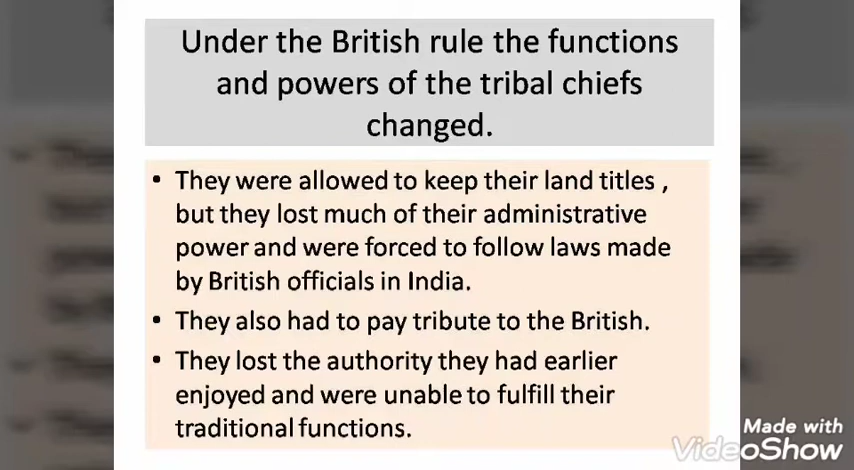 Under the British rule the functions
and powers of the tribal chiefs
changed.
• They were allowed to keep their land titles ,
but they lost much of their administrative
power and were forced to follow laws made
by British officials in India.
• They also had to pay tribute to the British.
• They lost the authority they had earlier
enjoyed and were unable to fulfill their
traditional functions.
Made with
VideoShow